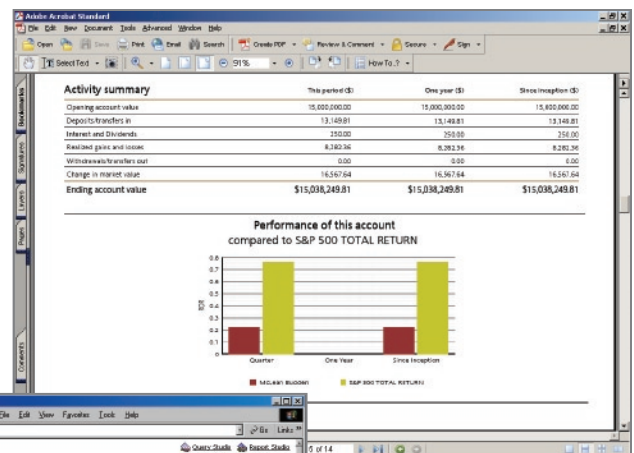 Adobe Acrobat Standard
File Edit View Document Tools Advanced Window Help
Open Save Print Email Search Create PDF Review & Comment Secure Sign
Select Text 91% How To..?
Bookmarks
Signatures
Layers
Pages
Comments
Activity summary This period ($) One year ($) Since Inception ($)
Opening account value 15,000,000.00 15,000,000.00 15,000,000.00
Deposits/transfers in 13,149.81 13,149.81 13,149.81
Interest and Dividends 250.00 250.00 250.00
Realized gains and losses 8,282.36 8,282.36 8,282.36
Withdrawals/transfers out 0.00 0.00 0.00
Change in market value 16,567.64 16,567.64 16,567.64
Ending account value $15,038,249.81 $15,038,249.81 $15,038,249.81
Performance of this account
compared to S&P 500 TOTAL RETURN
0.8
0.7
0.6
0.5
0.4
0.3
0.2
0.1
0
Quarter One Year Since Inception
McLean Budden S&P 500 TOTAL RETURN
File Edit View Favorites Tools Help
Go Links »
Query Studio Report Studio
of 14